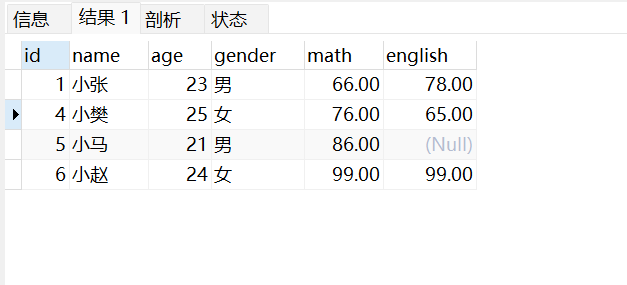 信息 结果 1 剖析 状态
id name age gender math english
1 小张 23 男 66.00 78.00
4 小樊 25 女 76.00 65.00
5 小马 21 男 86.00 (Null)
6 小赵 24 女 99.00 99.00